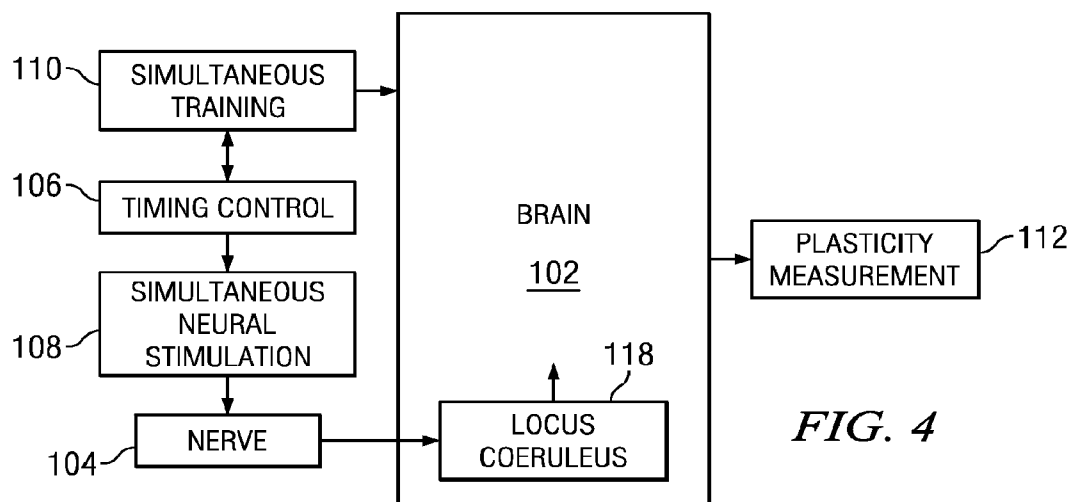 110
SIMULTANEOUS
TRAINING
106
TIMING CONTROL
108
SIMULTANEOUS
NEURAL
STIMULATION
104
NERVE
BRAIN
102
118
LOCUS
COERULEUS
PLASTICITY
MEASUREMENT
112
FIG. 4